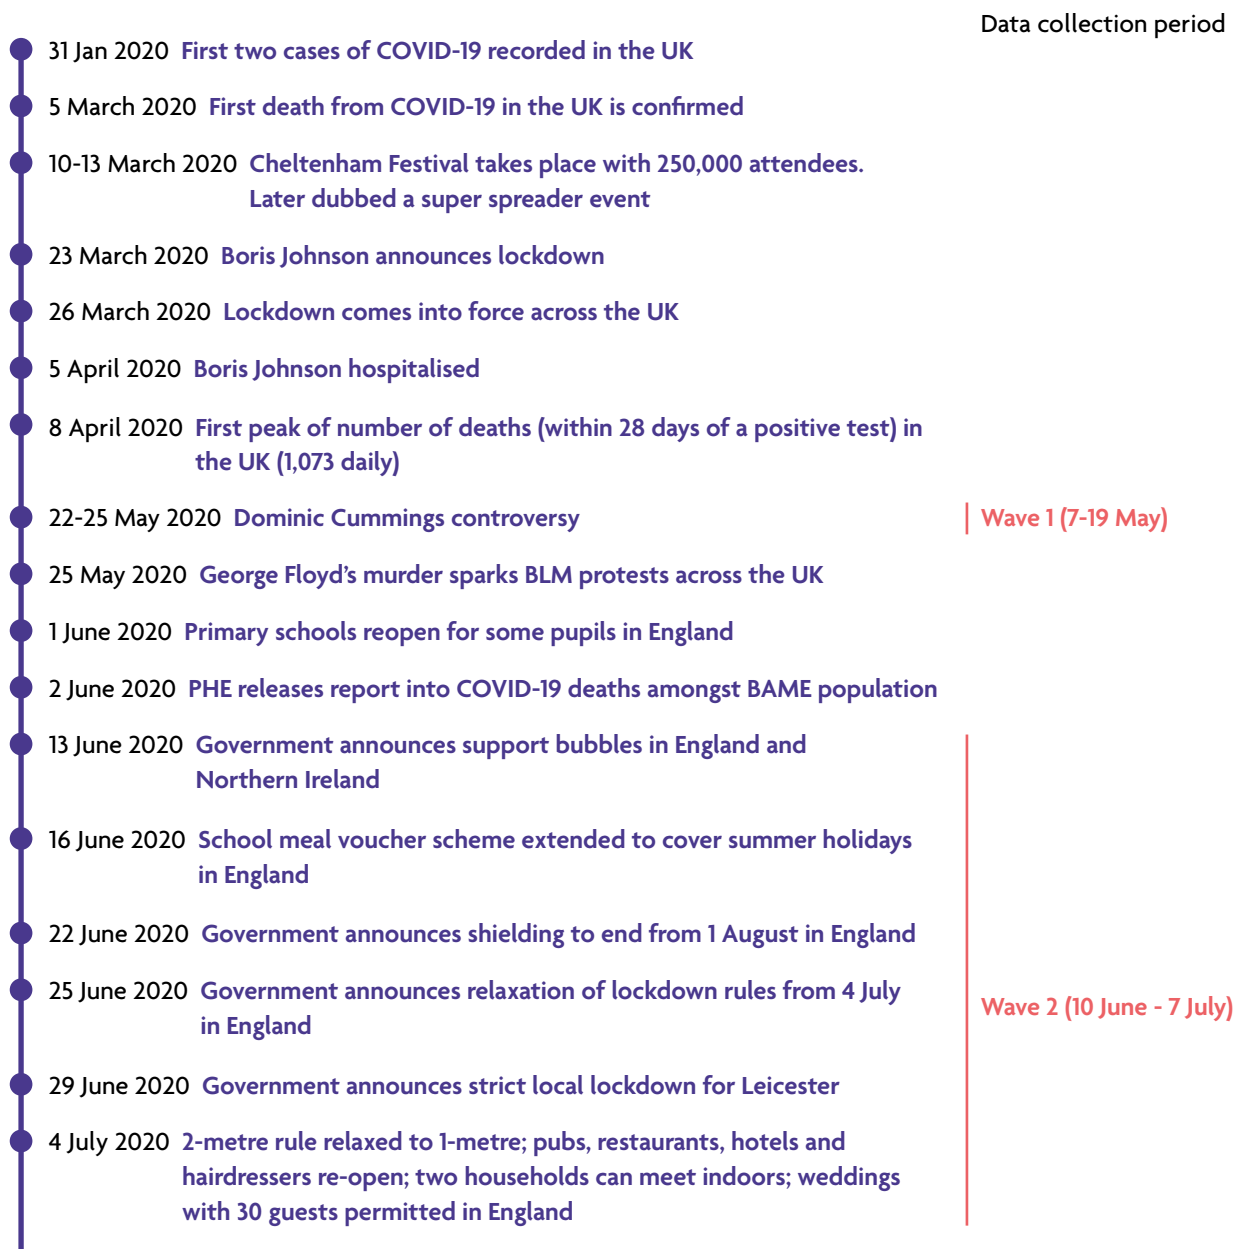 Data collection period
31 Jan 2020 First two cases of COVID-19 recorded in the UK
5 March 2020 First death from COVID-19 in the UK is confirmed
10-13 March 2020 Cheltenham Festival takes place with 250,000 attendees.
Later dubbed a super spreader event
23 March 2020 Boris Johnson announces lockdown
26 March 2020 Lockdown comes into force across the UK
5 April 2020 Boris Johnson hospitalised
8 April 2020 First peak of number of deaths (within 28 days of a positive test) in
the UK (1,073 daily)
22-25 May 2020 Dominic Cummings controversy
Wave 1 (7-19 May)
25 May 2020 George Floyd’s murder sparks BLM protests across the UK
1 June 2020 Primary schools reopen for some pupils in England
2 June 2020 PHE releases report into COVID-19 deaths amongst BAME population
13 June 2020 Government announces support bubbles in England and
Northern Ireland
16 June 2020 School meal voucher scheme extended to cover summer holidays
in England
22 June 2020 Government announces shielding to end from 1 August in England
25 June 2020 Government announces relaxation of lockdown rules from 4 July
in England
Wave 2 (10 June - 7 July)
29 June 2020 Government announces strict local lockdown for Leicester
4 July 2020 2-metre rule relaxed to 1-metre; pubs, restaurants, hotels and
hairdressers re-open; two households can meet indoors; weddings
with 30 guests permitted in England